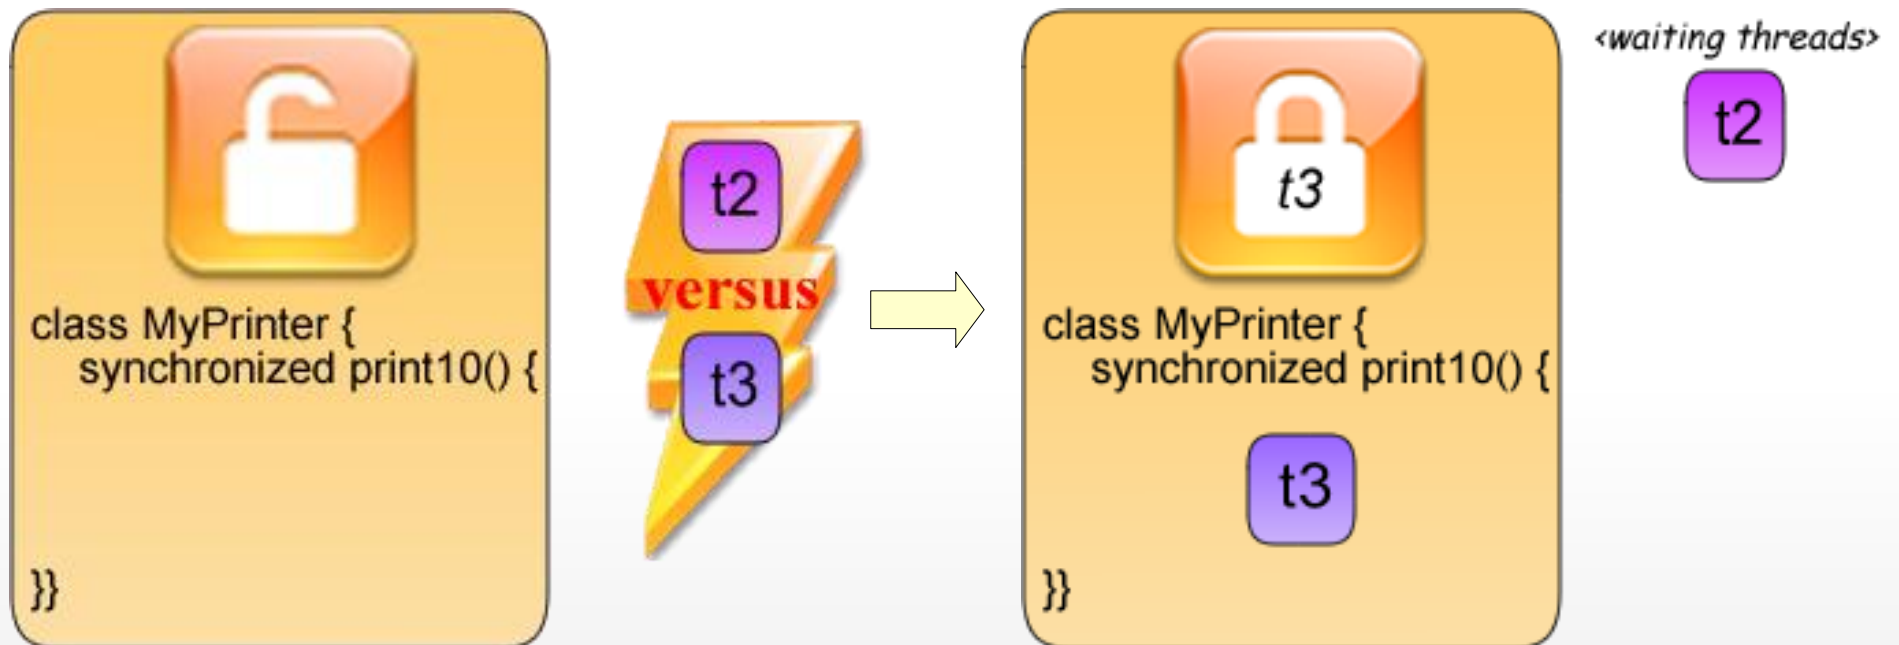 class MyPrinter {
synchronized print10() {
}}
t2
versus
t3
t3
class MyPrinter {
synchronized print10() {
t3
}}
<waiting threads>
t2